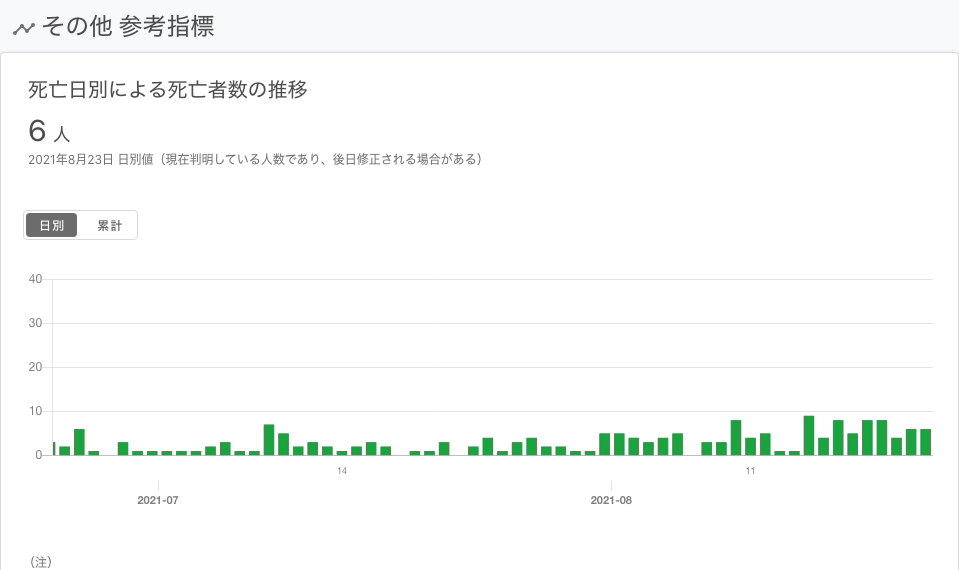 その他 参考指標
死亡日別による死亡者数の推移
6 人
2021年8月23日 日別値（現在判明している人数であり、後日修正される場合がある）
日別 累計
40
30
20
10
0
14 11
2021-07 2021-08
（注）